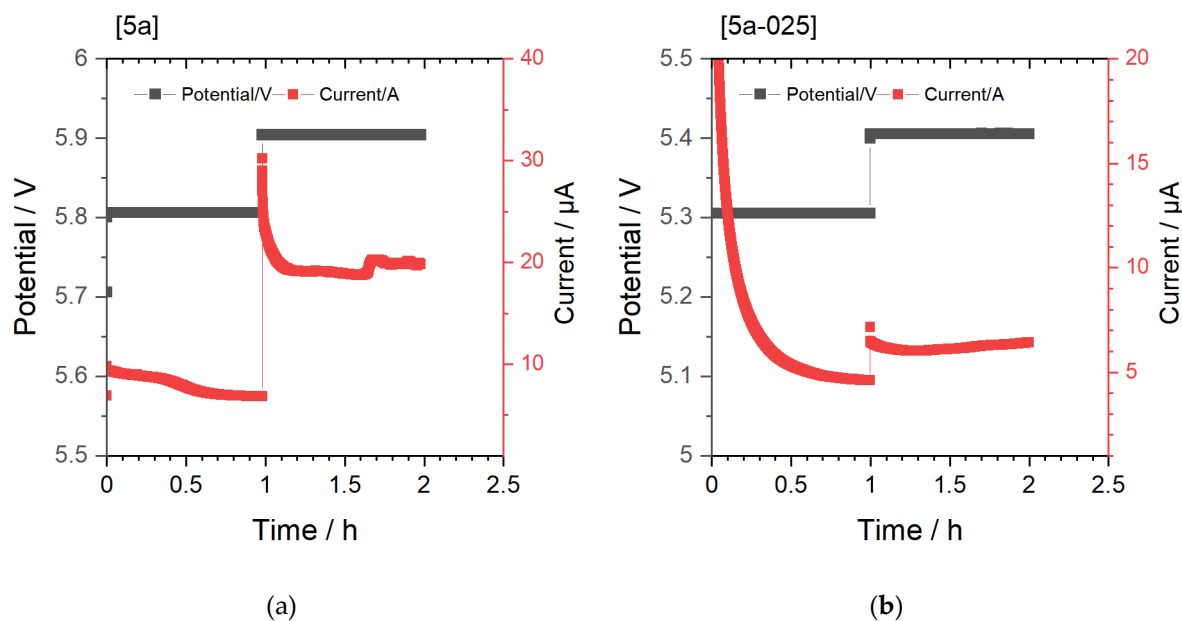 [5a]
Potential/V Current/A
6
5.9
5.8
5.7
5.6
5.5
Potential / V
40
30
20
10
Current / µA
0 0.5 1 1.5 2 2.5
Time / h
(a)
[5a-025]
Potential/V Current/A
5.5
5.4
5.3
5.2
5.1
5
Potential / V
20
15
10
5
Current / µA
0 0.5 1 1.5 2 2.5
Time / h
(b)